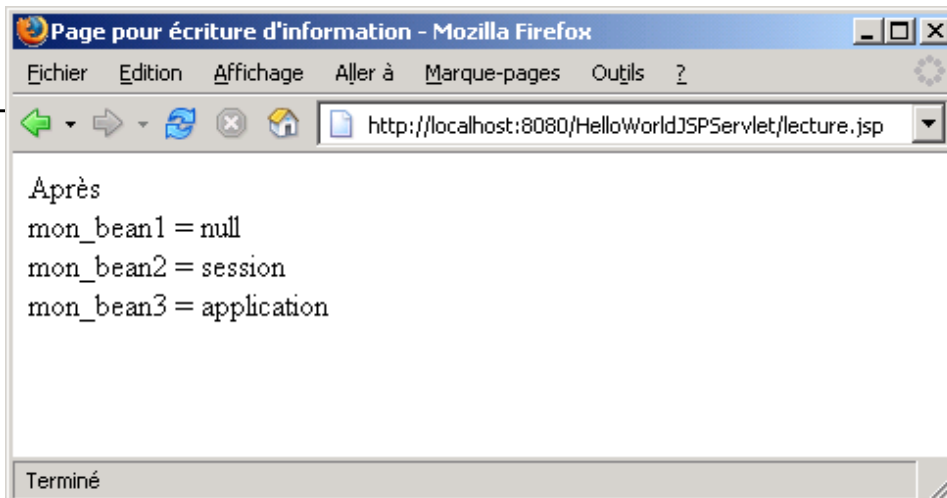 Page pour écriture d'information - Mozilla Firefox
Fichier Edition Affichage Aller à Marque-pages Outils ?
http://localhost:8080/HelloWorldJSPServlet/lecture.jsp
Après
mon_bean1 = null
mon_bean2 = session
mon_bean3 = application
Terminé